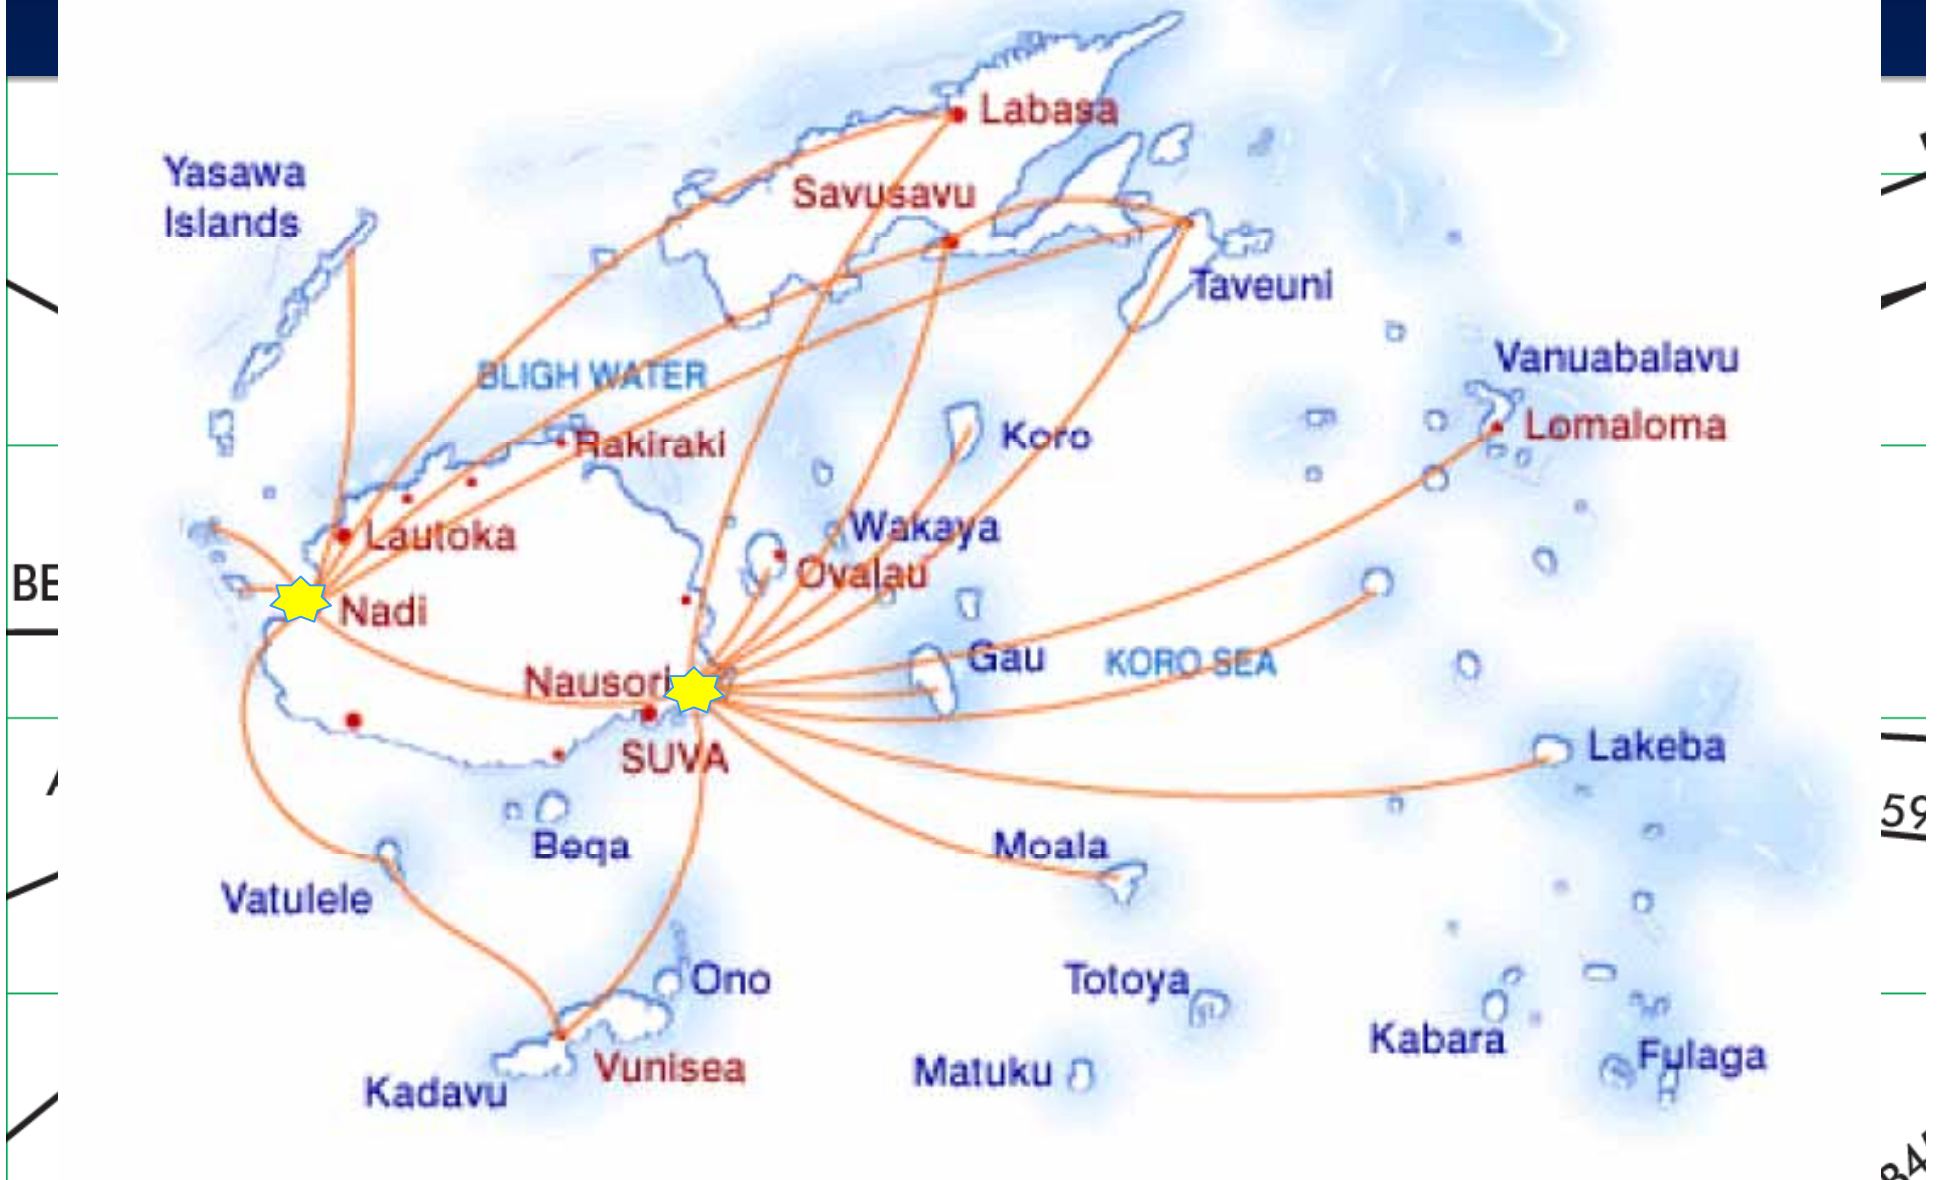 Labasa
Yasawa
Islands
Savusavu
Taveuni
Vanuabalavu
BLIGH WATER
Koro
Lomaloma
Rakiraki
Wakaya
Lautoka
Ovalau
BE
Nadi
Gau
KORO SEA
Nausori
SUVA
Lakeba
59
Beqa
Moala
Vatulele
Ono
Totoya
Kabara
Fulaga
Matuku
Vunisea
Kadavu